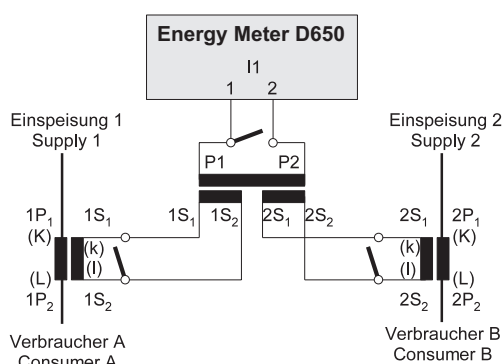 Energy Meter D650
I1
1 2
Einspeisung 1
Supply 1
Einspeisung 2
Supply 2
P1 P2
1P₁ 1S₁ 1S₁ 1S₂ 2S₁ 2S₂ 2S₁ 2P₁
(K) (k) (k) (K)
(L) (l) (l) (L)
1P₂ 1S₂ 2S₂ 2P₂
Verbraucher A
Consumer A
Verbraucher B
Consumer B